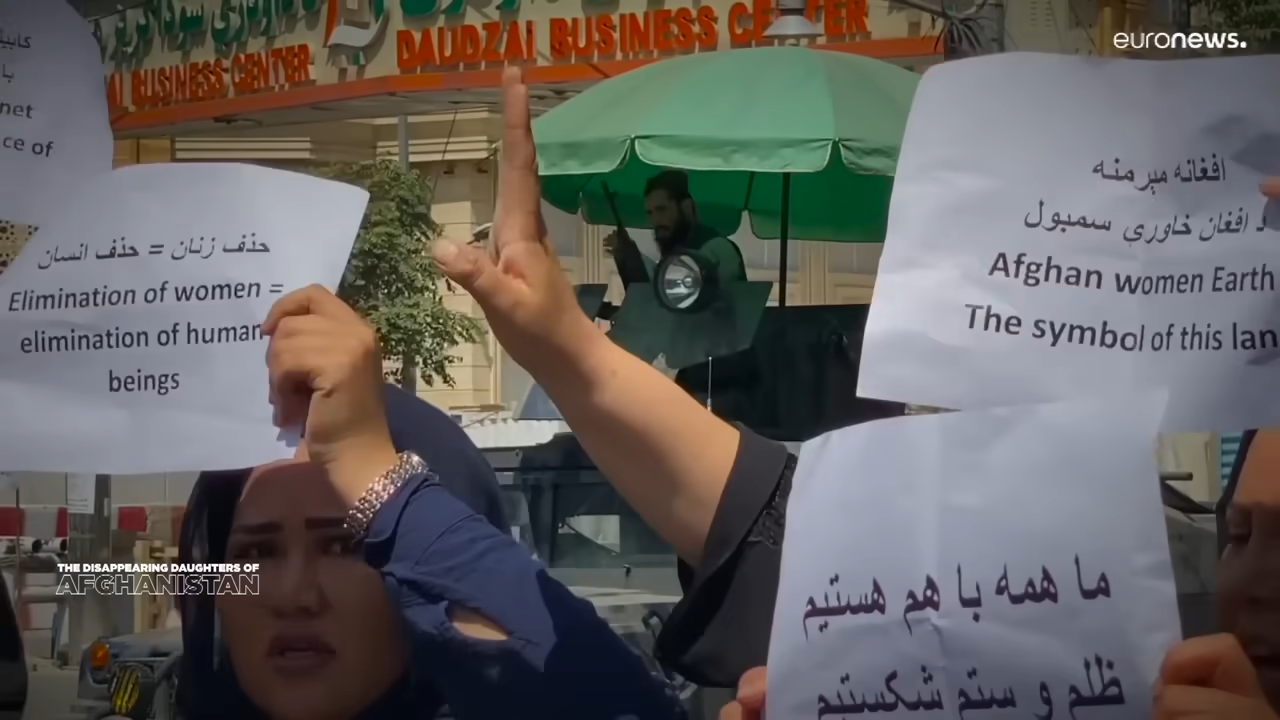 euronews.
DAUDZAI BUSINESS CENTER
BUSINESS CENTER
با
net
ce of
حذف زنان = حذف انسان
Elimination of women =
elimination of human
beings
افغانه میرمنه
د افغان خاورې سمبول
Afghan women Earth
The symbol of this lan
ما همه با هم هستیم
ظلم و ستم شکستیم
THE DISAPPEARING DAUGHTERS OF
AFGHANISTAN